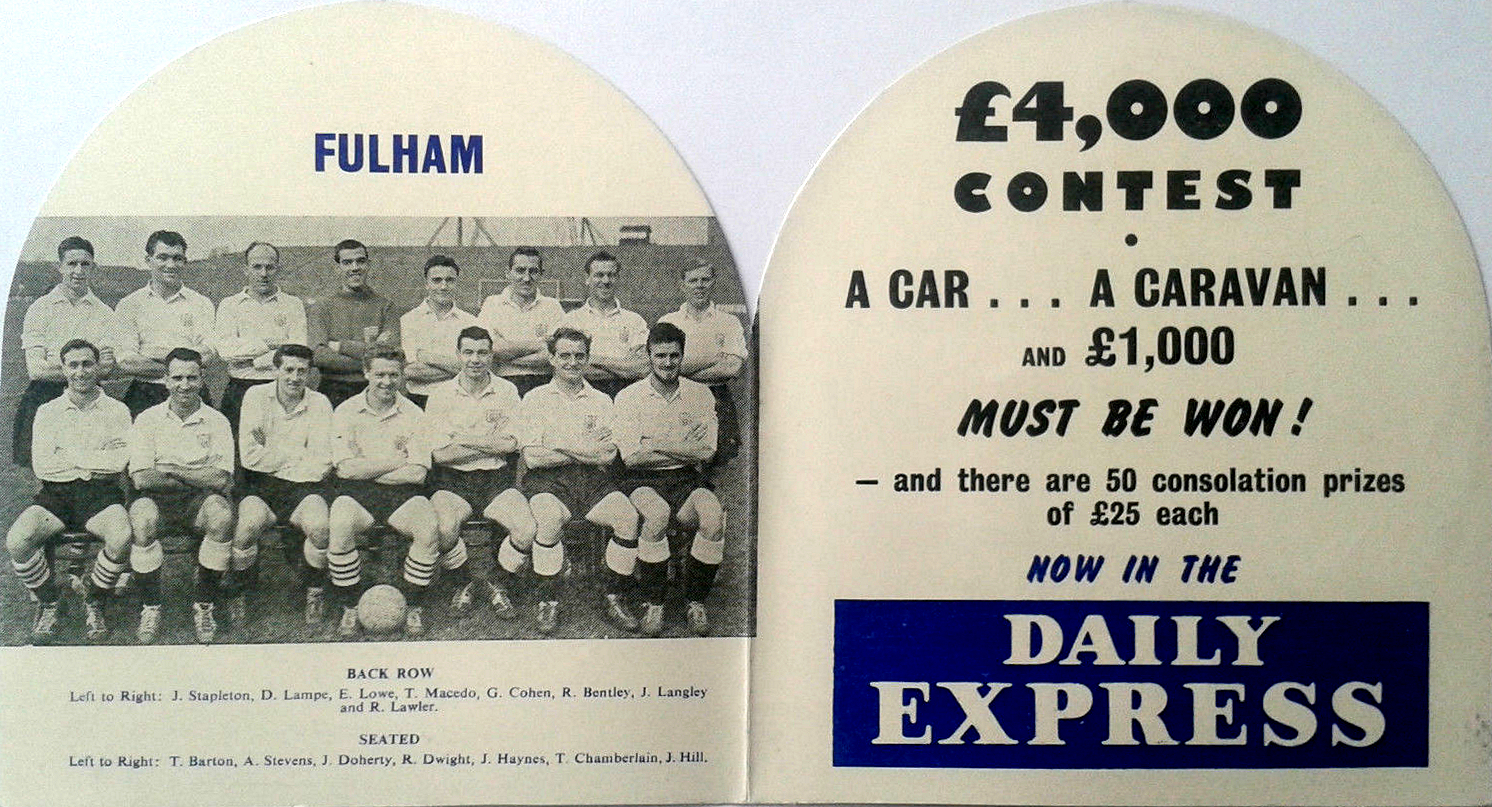 FULHAM
BACK ROW
Left to Right: J. Stapleton, D. Lampe, E. Lowe, T. Macedo, G. Cohen, R. Bentley, J. Langley
and R. Lawler.
SEATED
Left to Right: T. Barton, A. Stevens, J. Doherty, R. Dwight, J. Haynes, T. Chamberlain, J. Hill.
£4,000
CONTEST
•
A CAR . . . A CARAVAN . . .
AND £1,000
MUST BE WON!
— and there are 50 consolation prizes
of £25 each
NOW IN THE
DAILY
EXPRESS